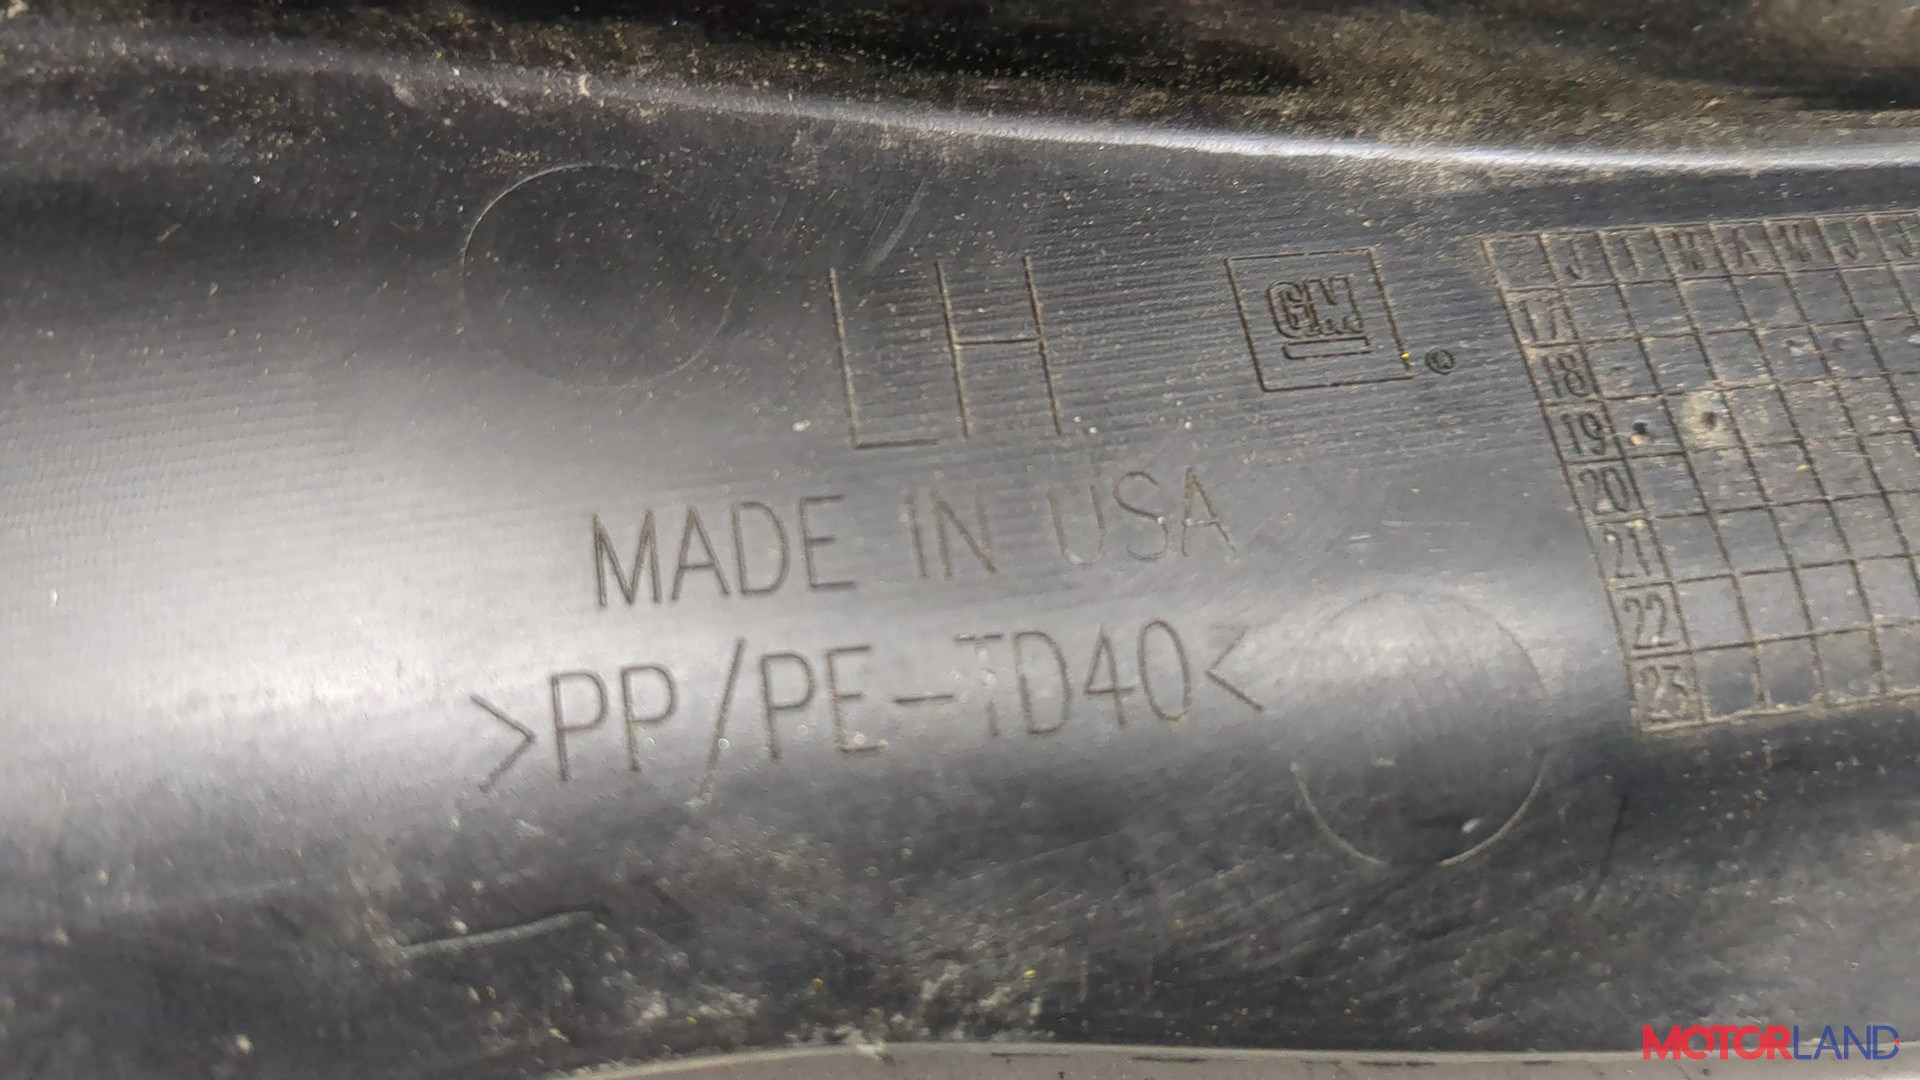 LH GM ®
J F M A M J J
17
18
19
20
21
22
23
MADE IN USA
>PP/PE-TD40<
MOTORLAND